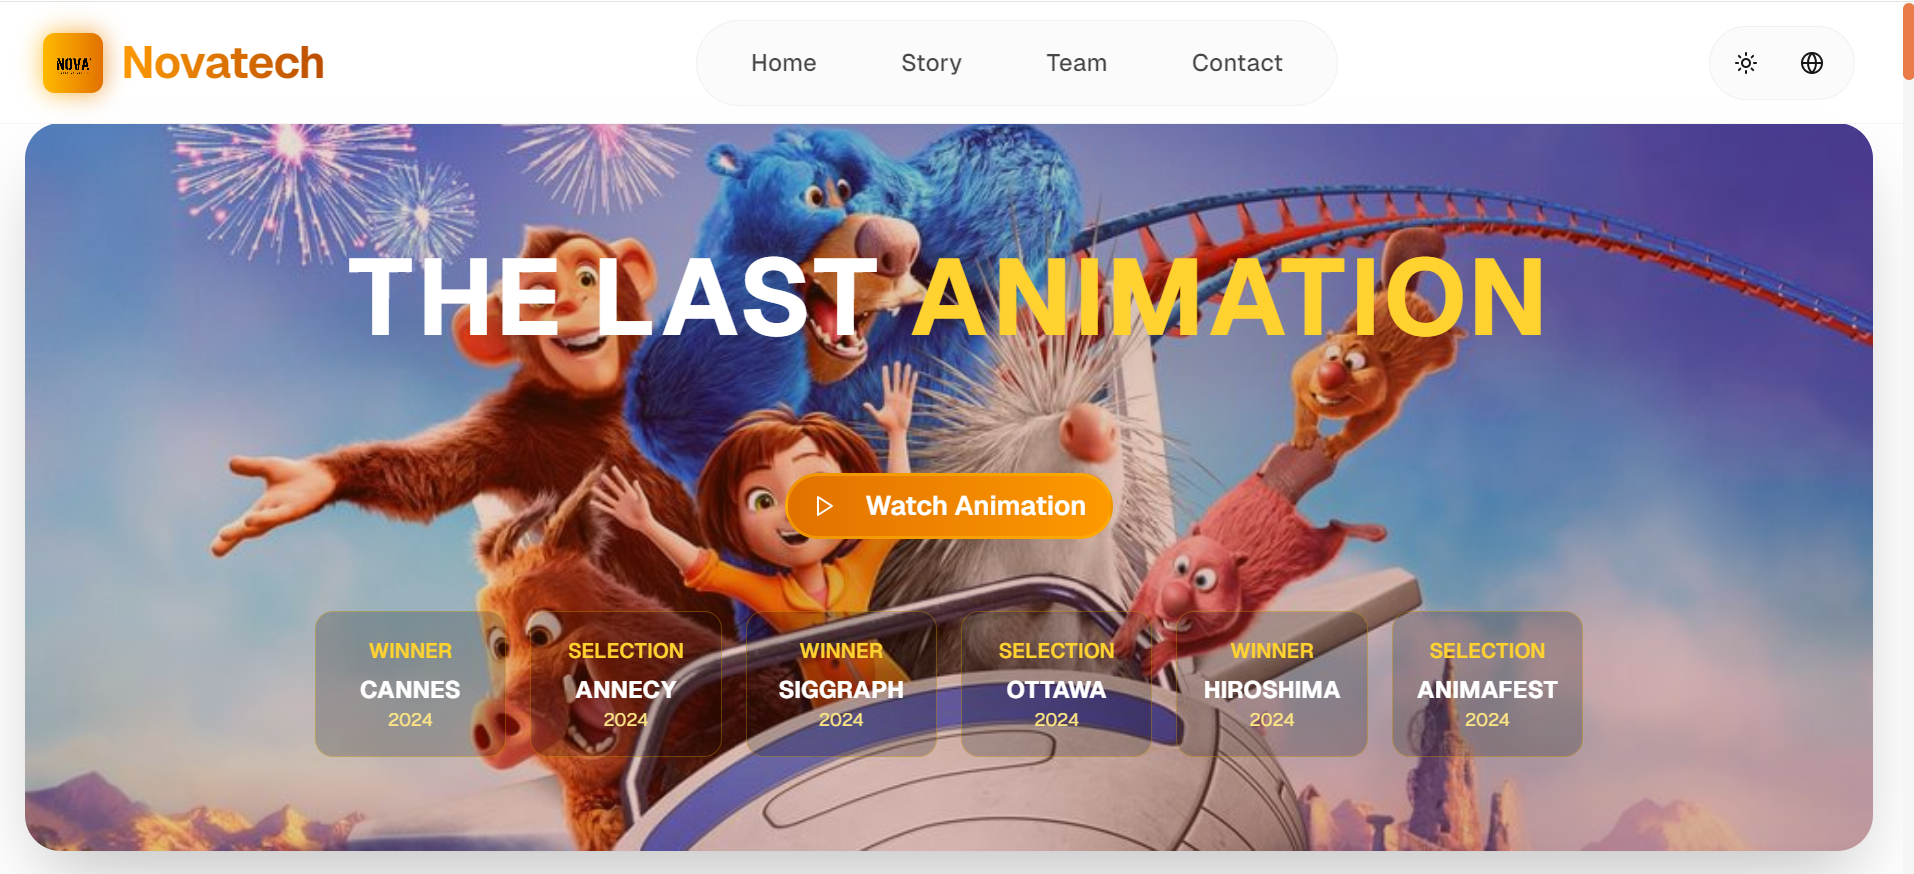 NOVA
Novatech
Home
Story
Team
Contact
THE LAST ANIMATION
Watch Animation
WINNER
CANNES
2024
SELECTION
ANNECY
2024
WINNER
SIGGRAPH
2024
SELECTION
OTTAWA
2024
WINNER
HIROSHIMA
2024
SELECTION
ANIMAFEST
2024